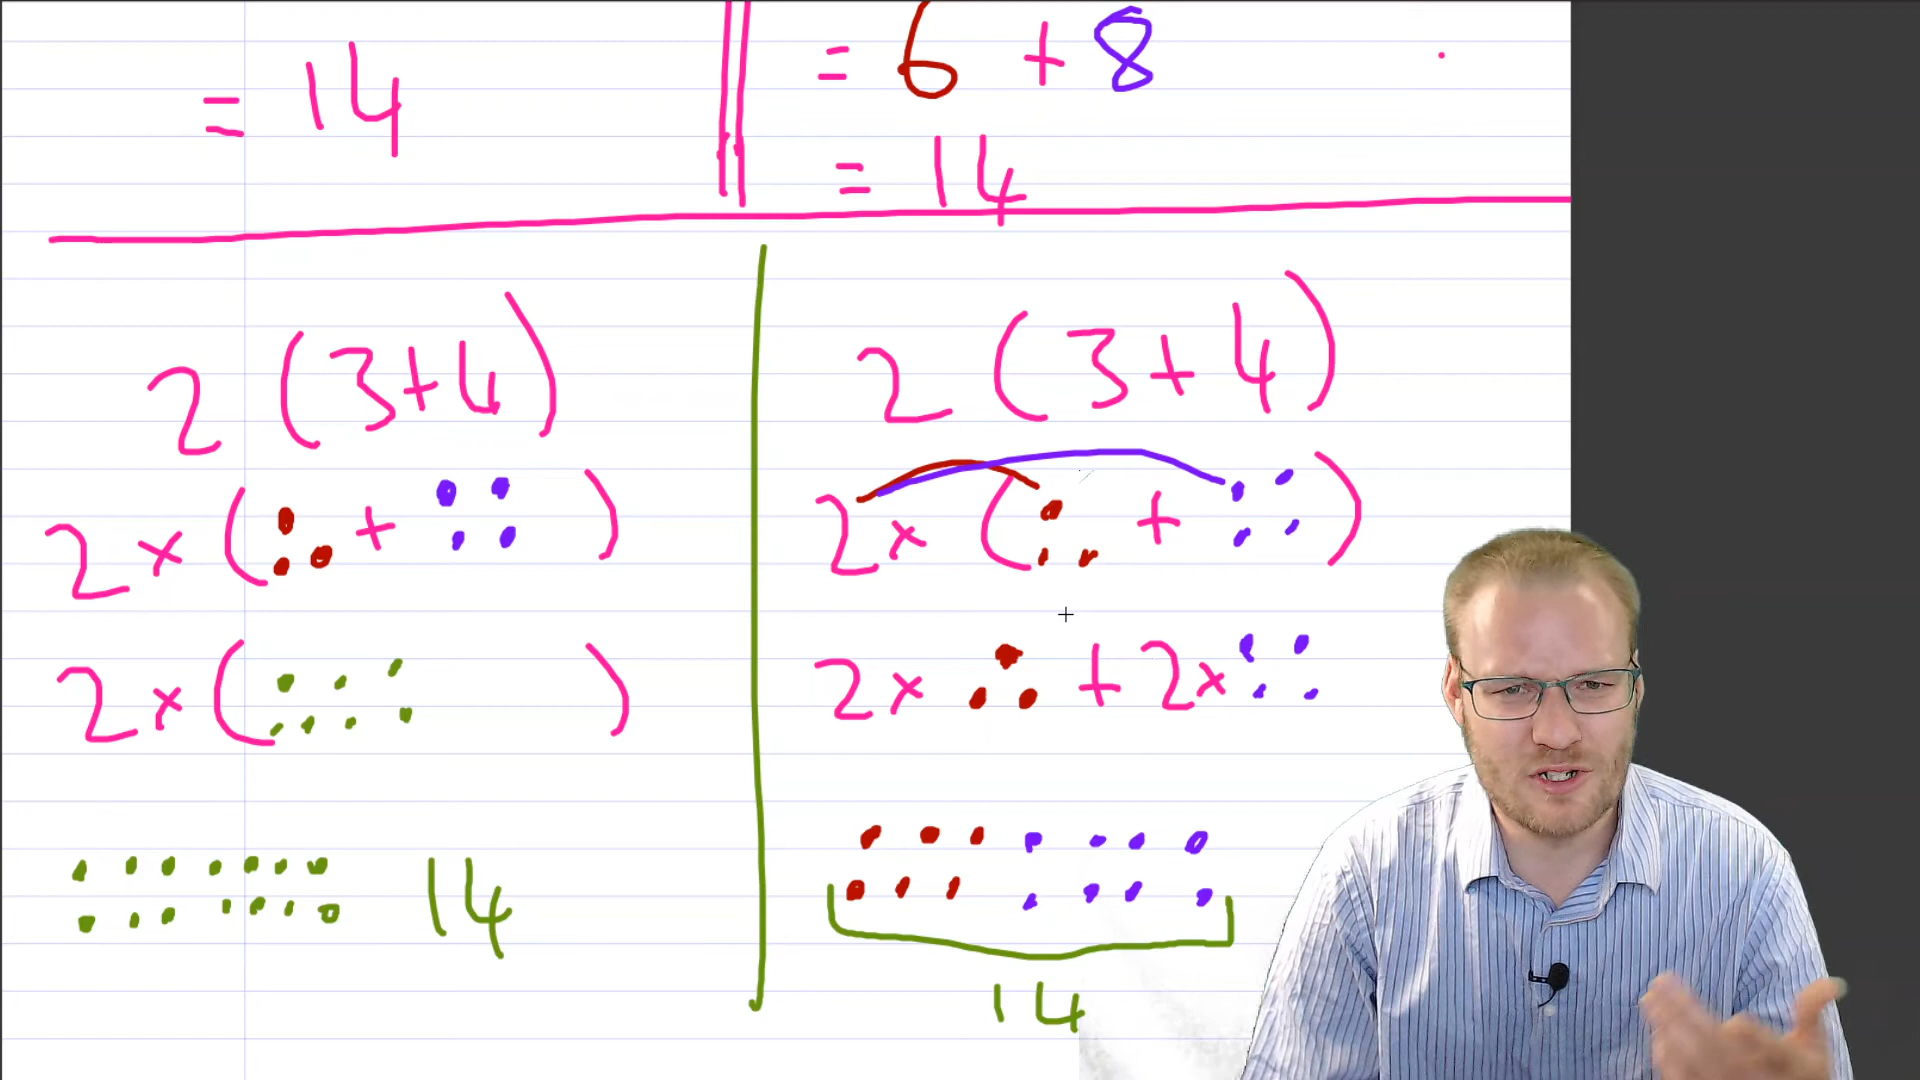 = 14
= 6 + 8
= 14
2 (3+4)
2 × ( + )
2 × ( )
14
2 (3+4)
2 × ( + )
2 × + 2 ×
14